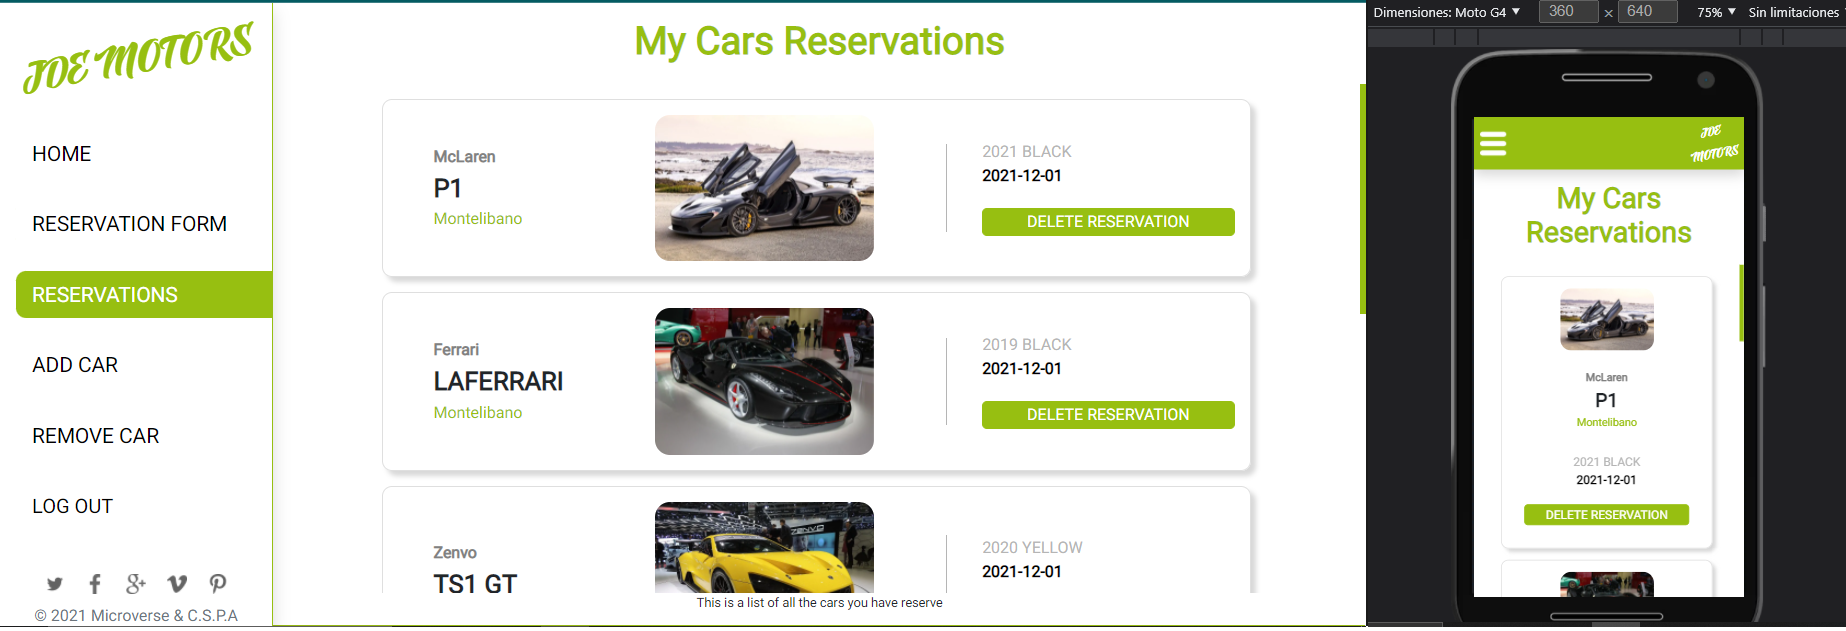 JOE MOTORS
HOME
RESERVATION FORM
RESERVATIONS
ADD CAR
REMOVE CAR
LOG OUT
© 2021 Microverse & C.S.P.A
My Cars Reservations
McLaren
P1
Montelibano
2021 BLACK
2021-12-01
DELETE RESERVATION
Ferrari
LAFERRARI
Montelibano
2019 BLACK
2021-12-01
DELETE RESERVATION
Zenvo
TS1 GT
ZENVO
2020 YELLOW
2021-12-01
This is a list of all the cars you have reserve
Dimensiones: Moto G4 ▼ 360 × 640 75% ▼ Sin limitaciones
JOE
MOTORS
My Cars
Reservations
McLaren
P1
Montelibano
2021 BLACK
2021-12-01
DELETE RESERVATION